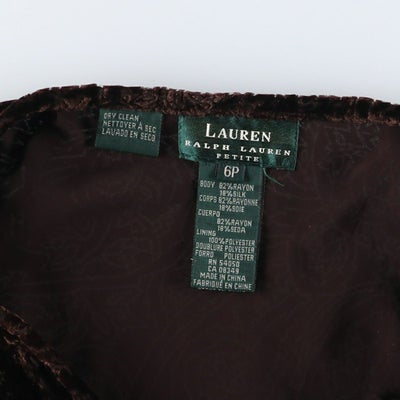 DRY CLEAN
NETTOYER À SEC
LAVADO EN SECO
LAUREN
RALPH LAUREN
PETITE
6P
BODY 82%RAYON
18%SILK
CORPS 82%RAYONNE
18%SOIE
CUERPO
82%RAYON
18%SEDA
LINING
100%POLYESTER
DOUBLURE POLYESTER
FORRO POLIESTER
RN 54050
CA 08349
MADE IN CHINA
FABRIQUÉ EN CHINE